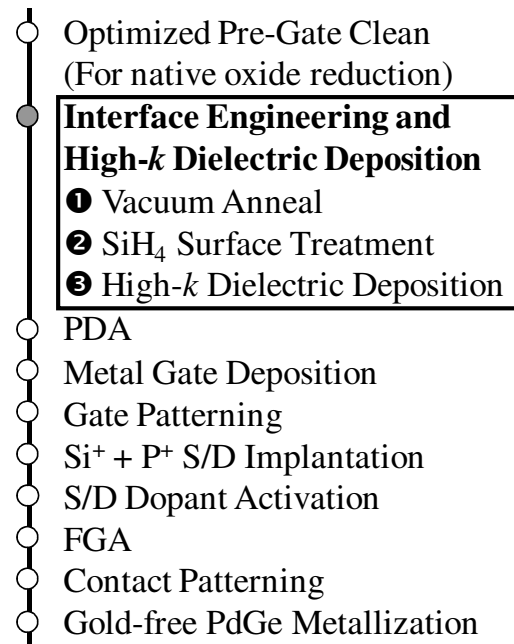 Optimized Pre-Gate Clean
(For native oxide reduction)
Interface Engineering and
High-k Dielectric Deposition
❶ Vacuum Anneal
❷ SiH₄ Surface Treatment
❸ High-k Dielectric Deposition
PDA
Metal Gate Deposition
Gate Patterning
Si⁺ + P⁺ S/D Implantation
S/D Dopant Activation
FGA
Contact Patterning
Gold-free PdGe Metallization